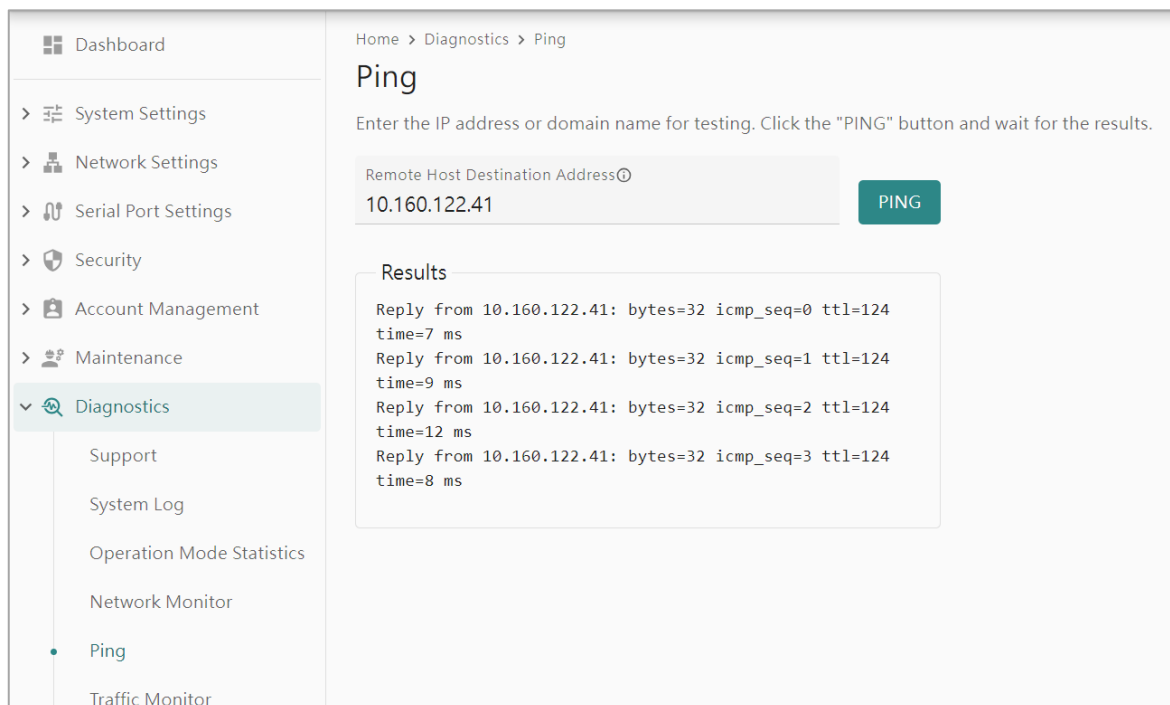 Dashboard
System Settings
Network Settings
Serial Port Settings
Security
Account Management
Maintenance
Diagnostics
Support
System Log
Operation Mode Statistics
Network Monitor
Ping
Traffic Monitor
Home > Diagnostics > Ping
Ping
Enter the IP address or domain name for testing. Click the "PING" button and wait for the results.
Remote Host Destination Address
10.160.122.41
PING
Results
Reply from 10.160.122.41: bytes=32 icmp_seq=0 ttl=124
time=7 ms
Reply from 10.160.122.41: bytes=32 icmp_seq=1 ttl=124
time=9 ms
Reply from 10.160.122.41: bytes=32 icmp_seq=2 ttl=124
time=12 ms
Reply from 10.160.122.41: bytes=32 icmp_seq=3 ttl=124
time=8 ms